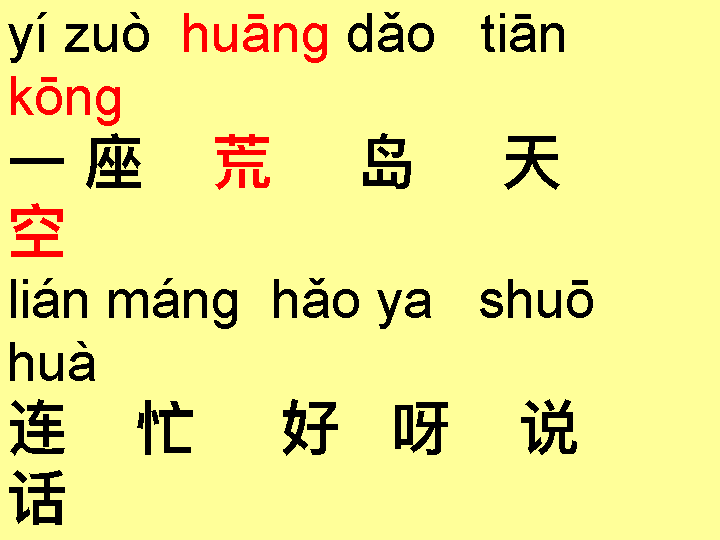 yí zuò huāng dǎo tiān
kōng
一 座 荒 岛 天
空
lián máng hǎo ya shuō
huà
连 忙 好 呀 说
话